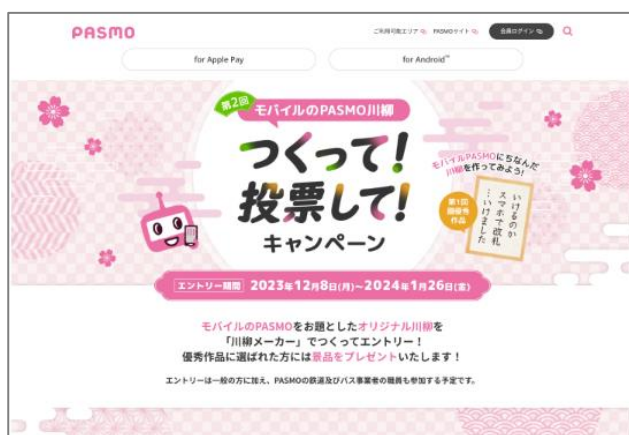 PASMO
ご利用可能エリア
PASMOサイト
会員ログイン
for Apple Pay
for Android™
第2回
モバイルのPASMO川柳
つくって!
投票して!
キャンペーン
モバイルPASMOにちなんだ
川柳を作ってみよう!
第1回
最優秀
作品
いけるのか
スマホで改札
…いけました
エントリー期間 2023年12月8日(月)~2024年1月26日(金)
モバイルのPASMOをお題としたオリジナル川柳を
「川柳メーカー」でつくってエントリー!
優秀作品に選ばれた方には景品をプレゼントいたします!
エントリーは一般の方に加え、PASMOの鉄道及びバス事業者の職員も参加する予定です。